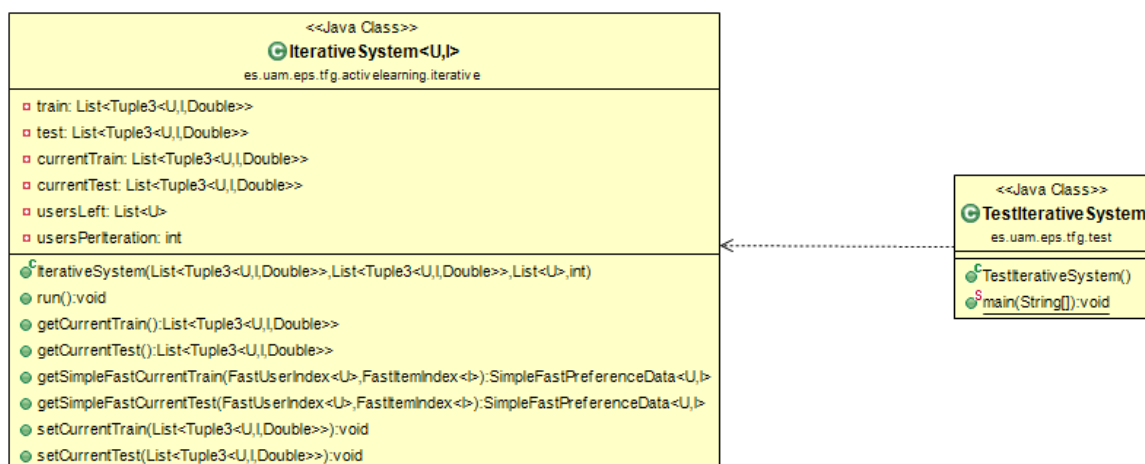 <<Java Class>>
IterativeSystem<U,I>
es.uam.eps.tfg.activelearning.iterative
train: List<Tuple3<U,I,Double>>
test: List<Tuple3<U,I,Double>>
currentTrain: List<Tuple3<U,I,Double>>
currentTest: List<Tuple3<U,I,Double>>
usersLeft: List<U>
usersPerIteration: int
IterativeSystem(List<Tuple3<U,I,Double>>,List<Tuple3<U,I,Double>>,List<U>,int)
run():void
getCurrentTrain():List<Tuple3<U,I,Double>>
getCurrentTest():List<Tuple3<U,I,Double>>
getSimpleFastCurrentTrain(FastUserIndex<U>,FastItemIndex<I>):SimpleFastPreferenceData<U,I>
getSimpleFastCurrentTest(FastUserIndex<U>,FastItemIndex<I>):SimpleFastPreferenceData<U,I>
setCurrentTrain(List<Tuple3<U,I,Double>>):void
setCurrentTest(List<Tuple3<U,I,Double>>):void
<<Java Class>>
TestIterativeSystem
es.uam.eps.tfg.test
TestIterativeSystem()
main(String[]):void